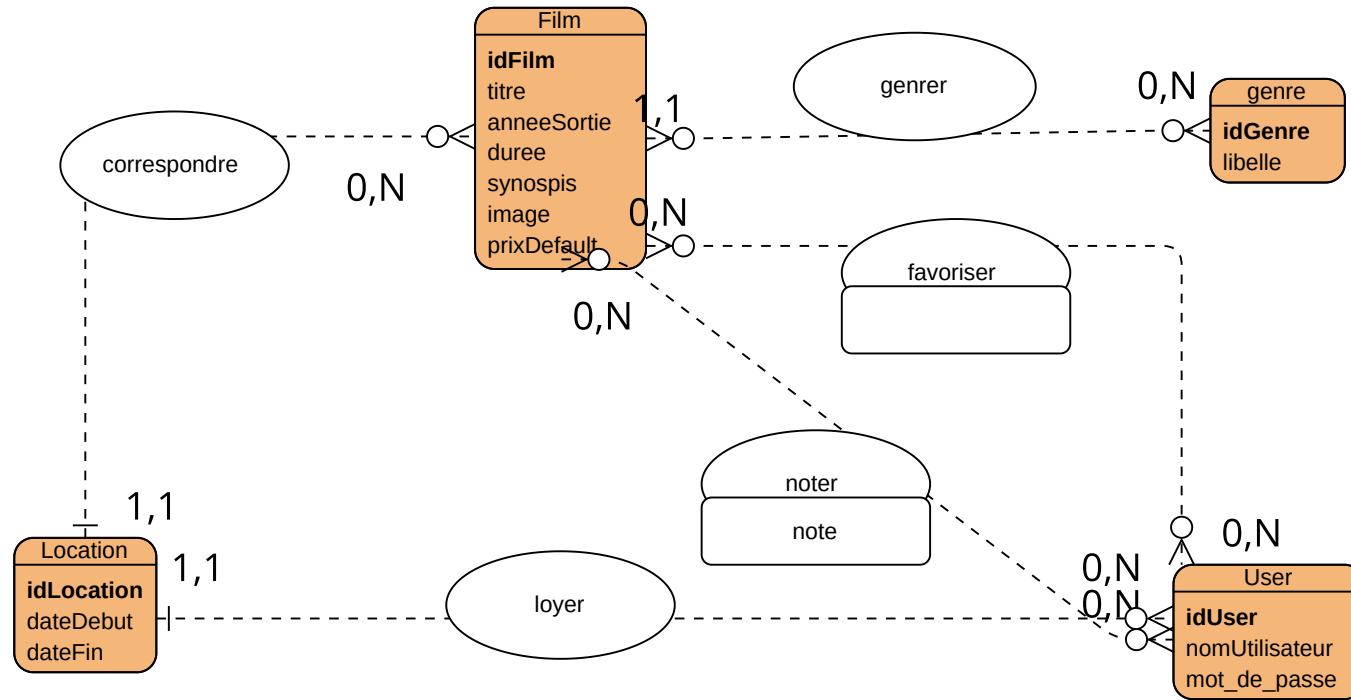 Film
idFilm
titre
anneeSortie
duree
synospis
image
prixDefault
genrer
1,1
0,N
genre
idGenre
libelle
correspondre
0,N
0,N
favoriser
0,N
noter
note
1,1
Location
idLocation
dateDebut
dateFin
1,1
loyer
0,N
0,N
0,N
User
idUser
nomUtilisateur
mot_de_passe